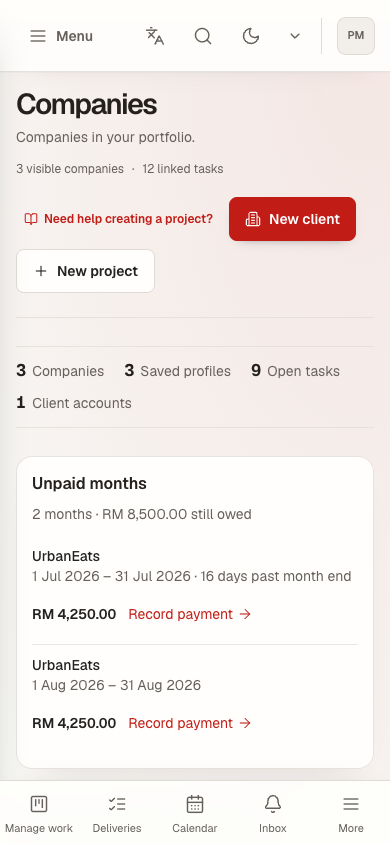 Menu
PM
Companies
Companies in your portfolio.
3 visible companies · 12 linked tasks
Need help creating a project?
New client
New project
3 Companies 3 Saved profiles 9 Open tasks
1 Client accounts
Unpaid months
2 months · RM 8,500.00 still owed
UrbanEats
1 Jul 2026 – 31 Jul 2026 · 16 days past month end
RM 4,250.00 Record payment →
UrbanEats
1 Aug 2026 – 31 Aug 2026
RM 4,250.00 Record payment →
Manage work Deliveries Calendar Inbox More